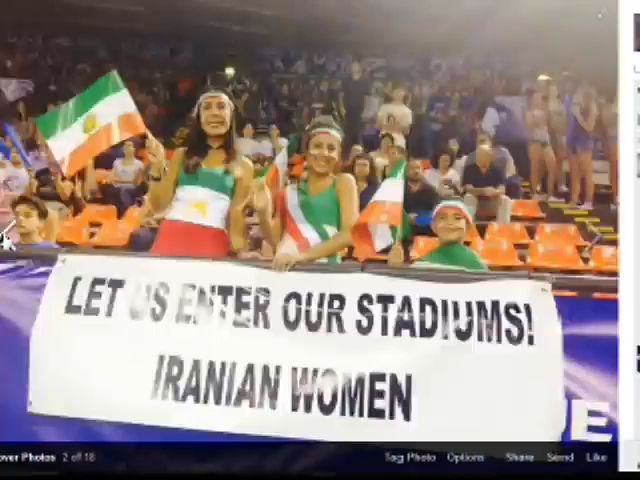 LET US ENTER OUR STADIUMS!
IRANIAN WOMEN
E
over Photos 2 of 18
Tag Photo Options Share Send Like